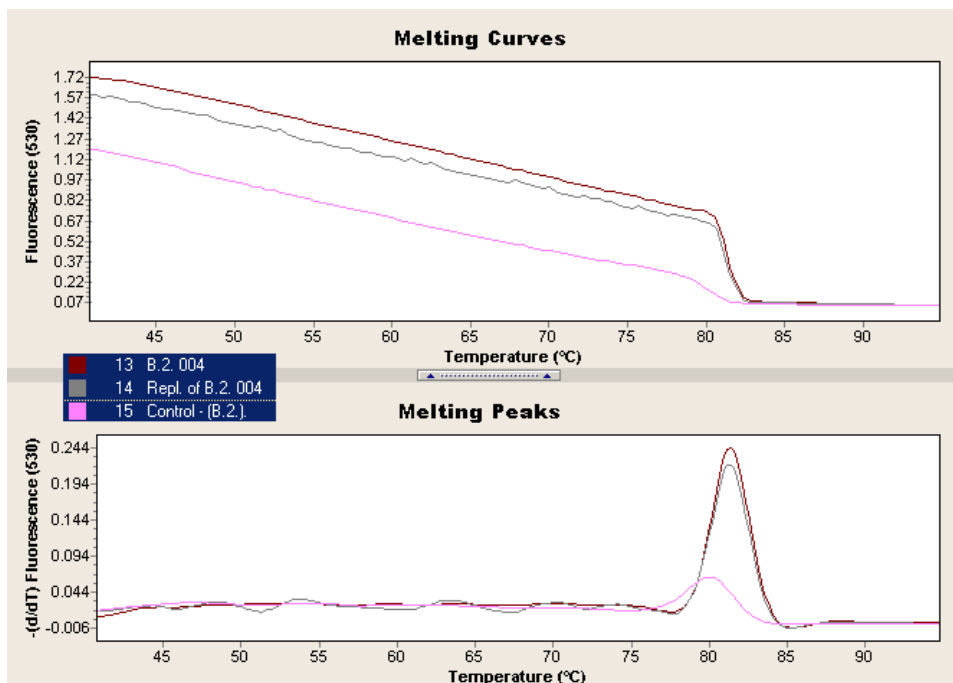 Melting Curves
Fluorescence (530)
1.72
1.57
1.42
1.27
1.12
0.97
0.82
0.67
0.52
0.37
0.22
0.07
45 50 55 60 65 70 75 80 85 90
Temperature (°C)
13 B.2. 004
14 Repl. of B.2. 004
15 Control - (B.2.).
Melting Peaks
-(d/dT) Fluorescence (530)
0.244
0.194
0.144
0.094
0.044
-0.006
45 50 55 60 65 70 75 80 85 90
Temperature (°C)